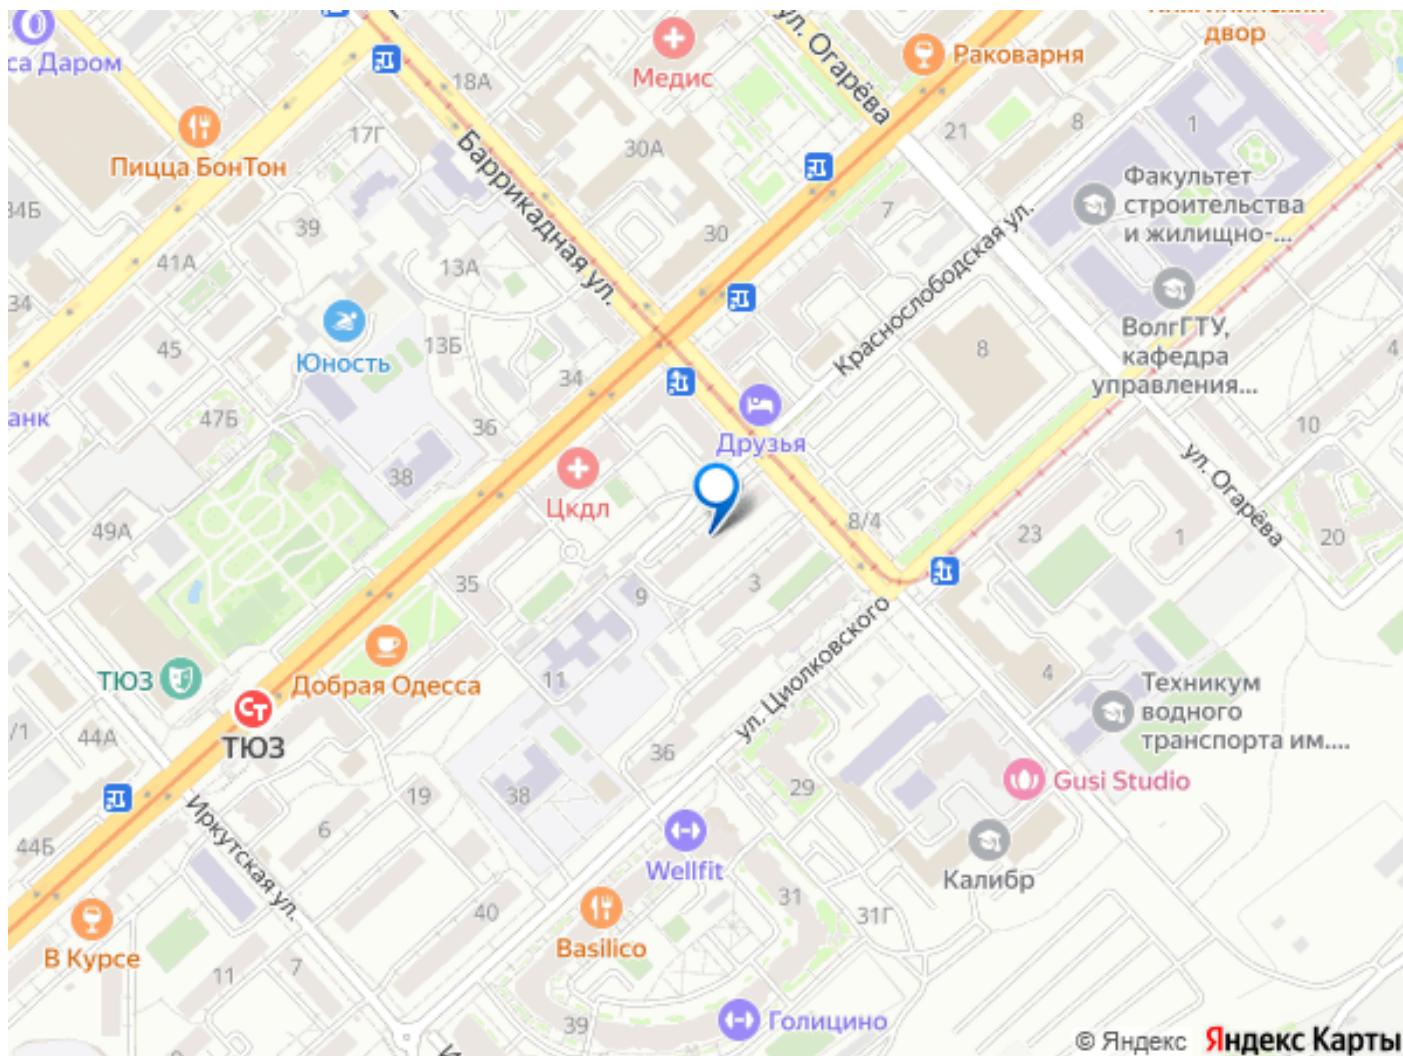 двор
са Даром
Медис
Раковарня
ул. Огарёва
18А
17Г
21
8
1
Пицца БонТон
30А
Баррикадная ул.
Факультет
строительства
и жилищно-...
34Б
39
7
30
Краснослободская ул.
41А
13А
34
ВолгГТУ,
кафедра
управления...
Юность
45
13Б
8
4
34
анк
47Б
36
Друзья
10
38
Цкдл
ул. Огарёва
49А
8/4
23
1
20
35
3
9
ул. Циолковского
ТЮЗ
Добрая Одесса
11
4
Техникум
водного
транспорта им....
/1
44А
СТ
ТЮЗ
36
Gusi Studio
19
38
29
6
Иркутская ул.
44Б
Wellfit
Калибр
31
31Г
40
В Курсе
Basilico
11
7
39
Голицино
И
© Яндекс
Яндекс Карты